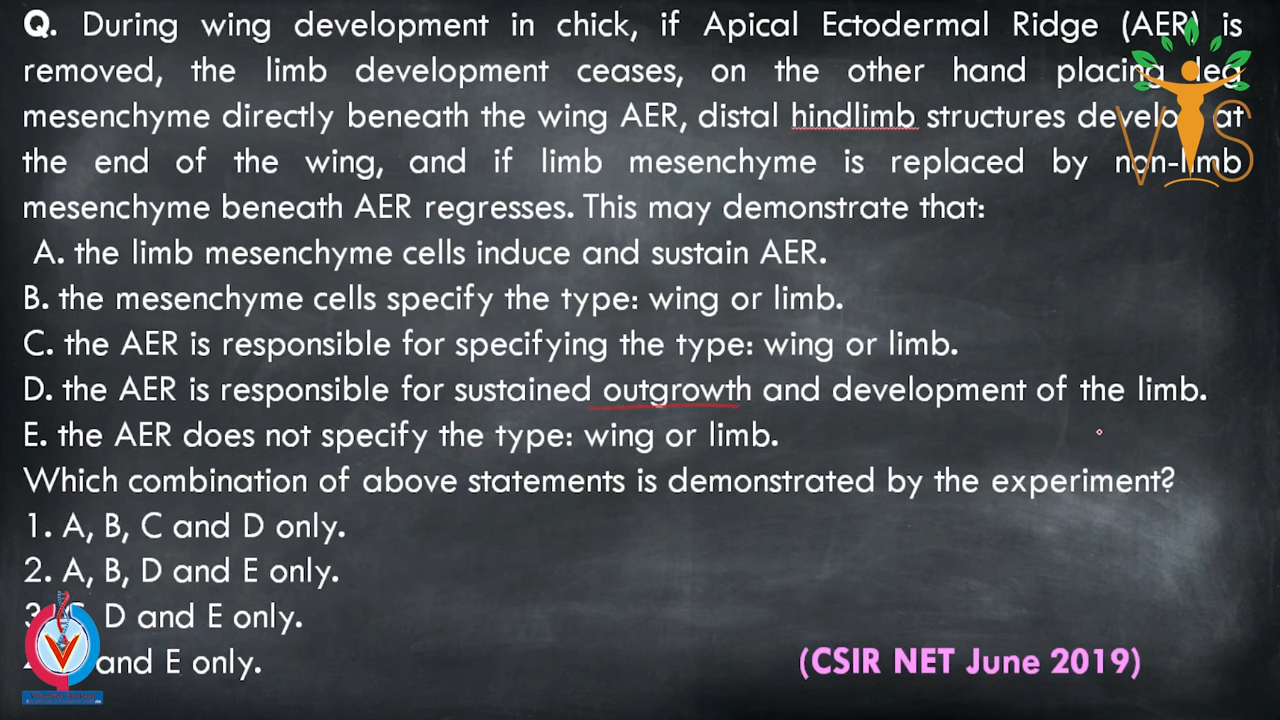 Q. During wing development in chick, if Apical Ectodermal Ridge (AER) is
removed, the limb development ceases, on the other hand placing leg
mesenchyme directly beneath the wing AER, distal hindlimb structures develop at
the end of the wing, and if limb mesenchyme is replaced by non-limb
mesenchyme beneath AER regresses. This may demonstrate that:
A. the limb mesenchyme cells induce and sustain AER.
B. the mesenchyme cells specify the type: wing or limb.
C. the AER is responsible for specifying the type: wing or limb.
D. the AER is responsible for sustained outgrowth and development of the limb.
E. the AER does not specify the type: wing or limb.
Which combination of above statements is demonstrated by the experiment?
1. A, B, C and D only.
2. A, B, D and E only.
3. D and E only.
and E only.
(CSIR NET June 2019)
V S